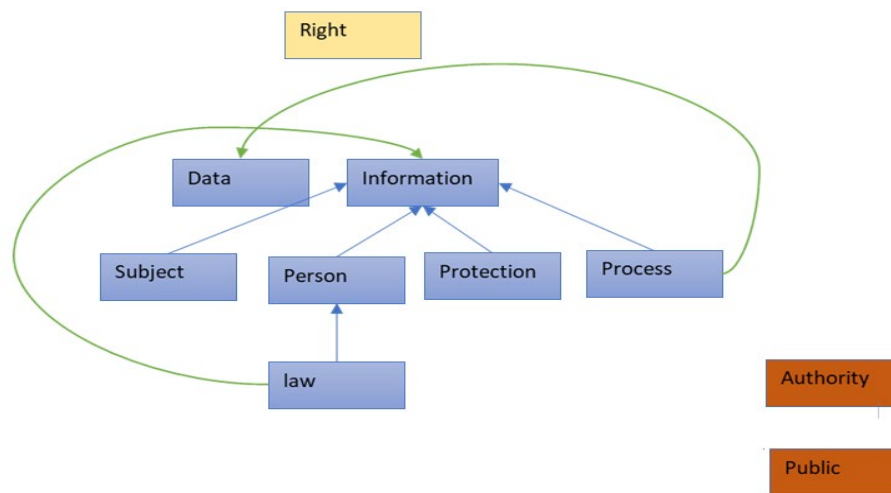 Right
Data
Information
Subject
Person
Protection
Process
law
Authority
Public